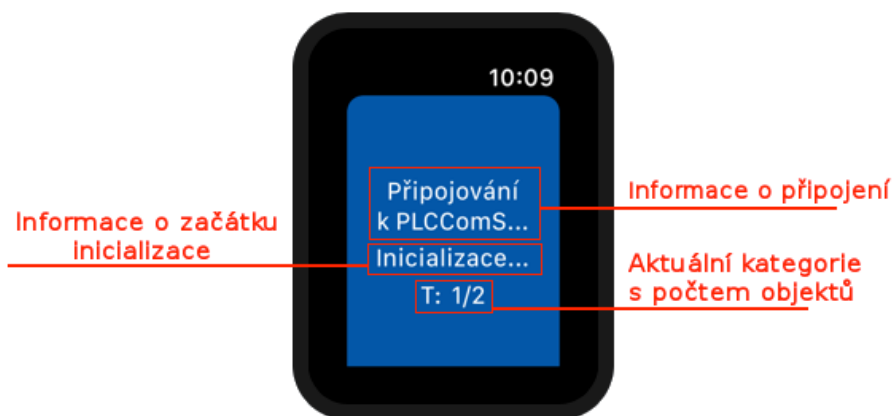 10:09
Připojování
k PLCComS...
Inicializace...
T: 1/2
Informace o začátku
inicializace
Informace o připojení
Aktuální kategorie
s počtem objektů